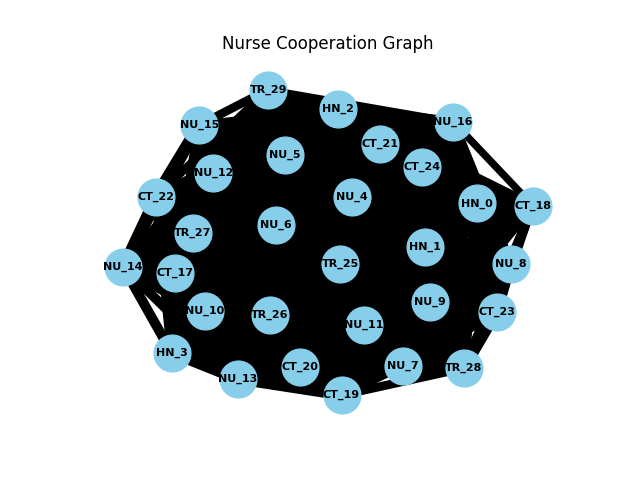 Nurse Cooperation Graph
TR_29
HN_2
NU_15
NU_16
CT_21
NU_5
CT_24
NU_12
CT_22
NU_4
HN_0
CT_18
NU_6
TR_27
HN_1
NU_14
CT_17
TR_25
NU_8
NU_9
NU_10
CT_23
TR_26
NU_11
HN_3
CT_20
NU_7
TR_28
NU_13
CT_19